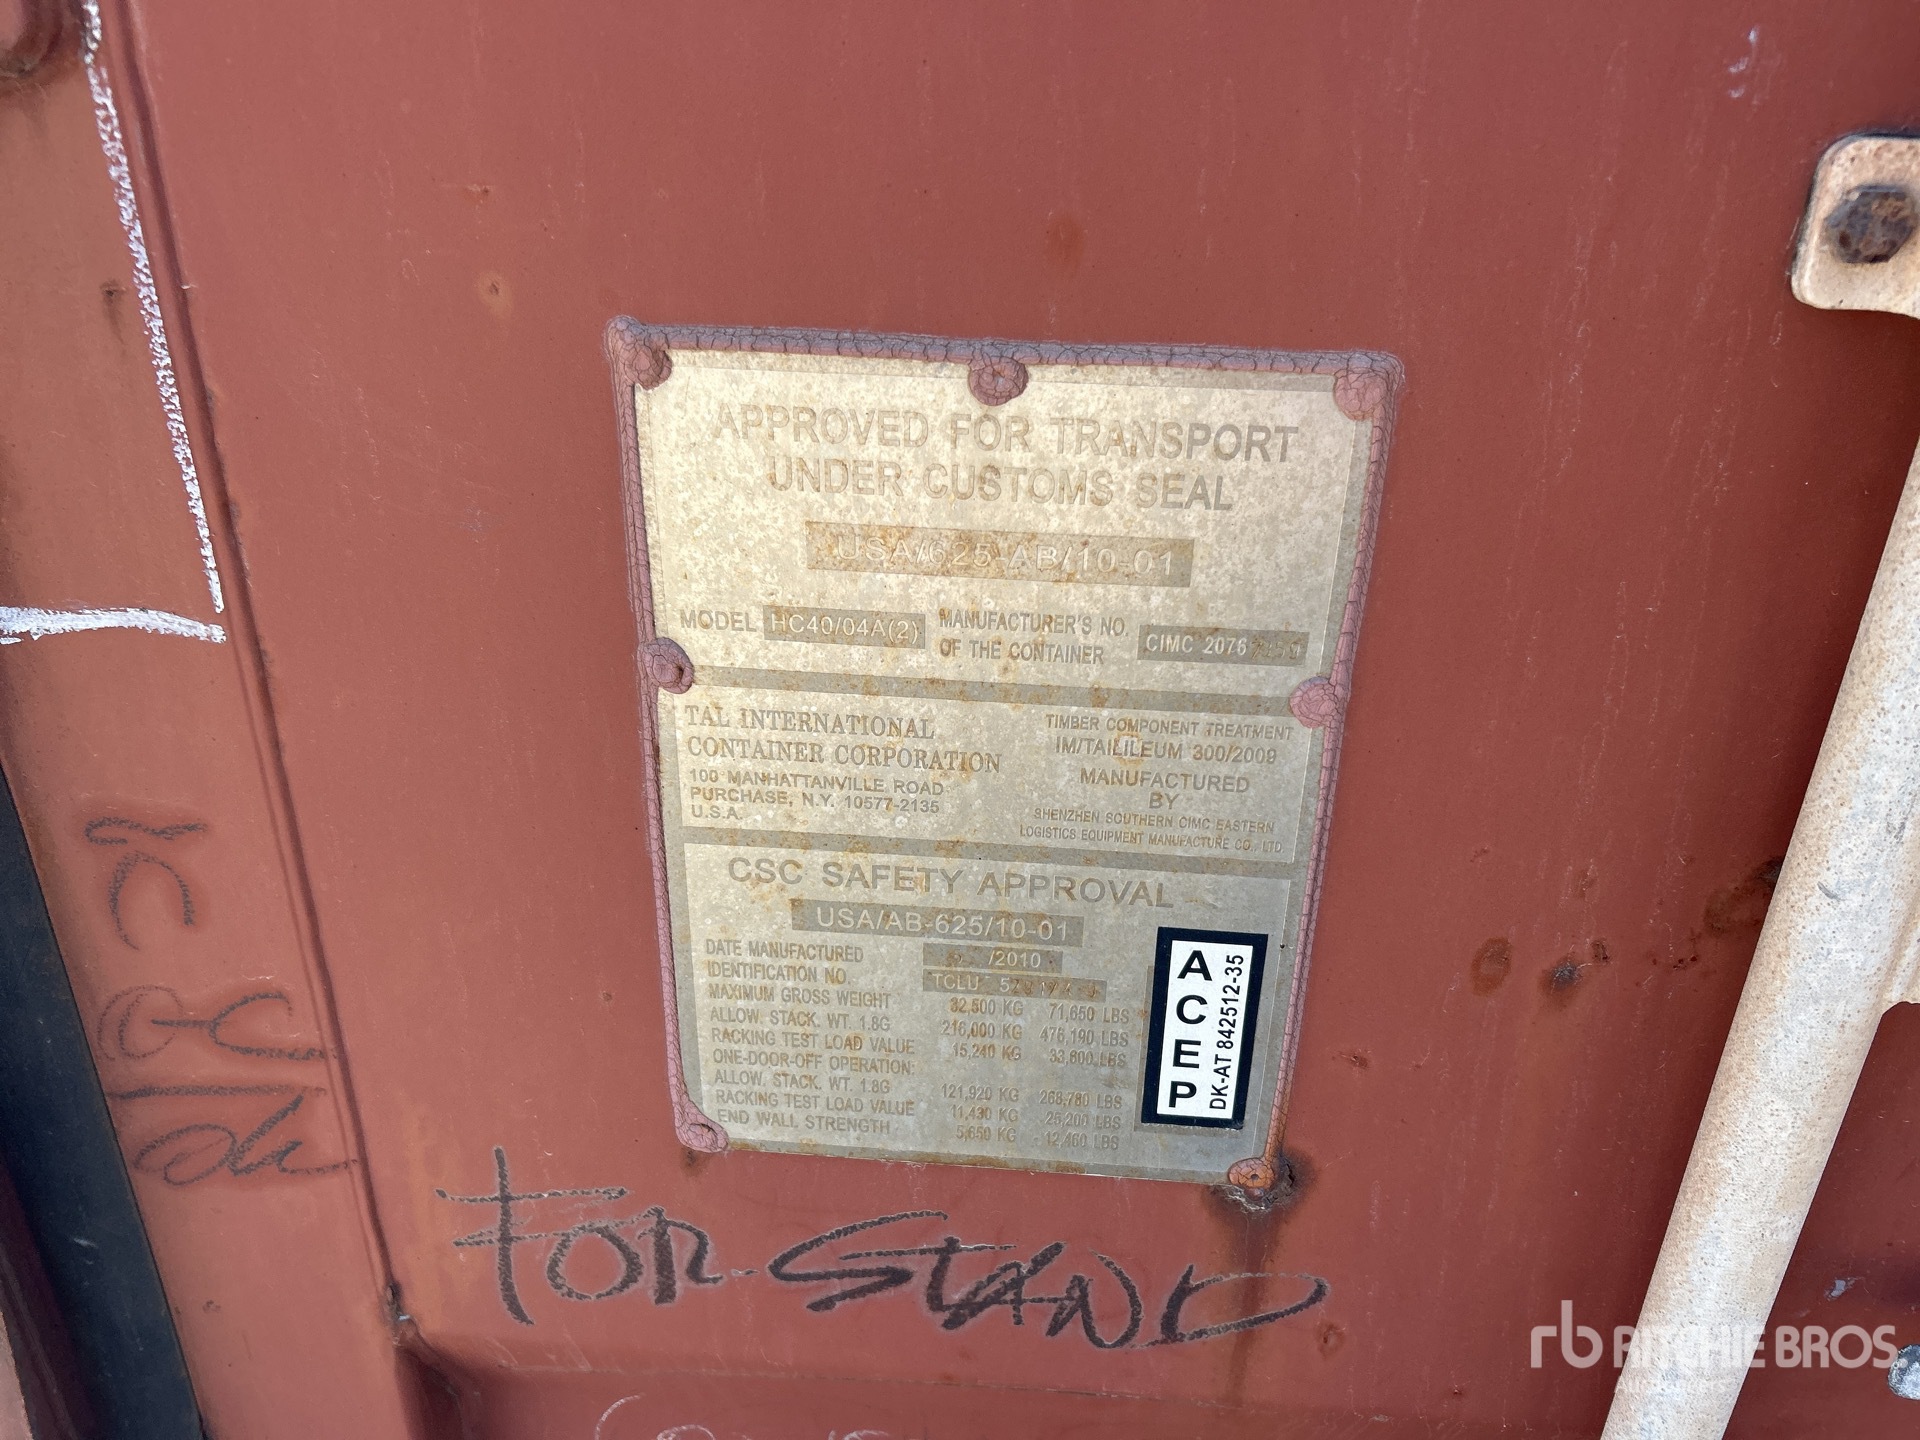 APPROVED FOR TRANSPORT
UNDER CUSTOMS SEAL
USA/625-AB/10-01
MODEL HC40/04A(2) MANUFACTURER'S NO. OF THE CONTAINER CIMC 2076
TAL INTERNATIONAL
CONTAINER CORPORATION
100 MANHATTANVILLE ROAD
PURCHASE, N.Y. 10577-2135
U.S.A.
TIMBER COMPONENT TREATMENT
IM/TAILILEUM 300/2009
MANUFACTURED
BY
SHENZHEN SOUTHERN CIMC EASTERN
LOGISTICS EQUIPMENT MANUFACTURE CO., LTD.
CSC SAFETY APPROVAL
USA/AB-625/10-01
DATE MANUFACTURED /2010
IDENTIFICATION NO. TCLU
MAXIMUM GROSS WEIGHT 32,500 KG 71,650 LBS
ALLOW. STACK. WT. 1.8G 216,000 KG 476,190 LBS
RACKING TEST LOAD VALUE 15,240 KG 33,600 LBS
ONE-DOOR-OFF OPERATION:
ALLOW. STACK. WT. 1.8G 121,920 KG 268,780 LBS
RACKING TEST LOAD VALUE 11,430 KG 25,200 LBS
END WALL STRENGTH 5,650 KG 12,460 LBS
ACEP
DK-AT 842512-35
FOR STAND
rb RITCHIE BROS.
Auctioneers